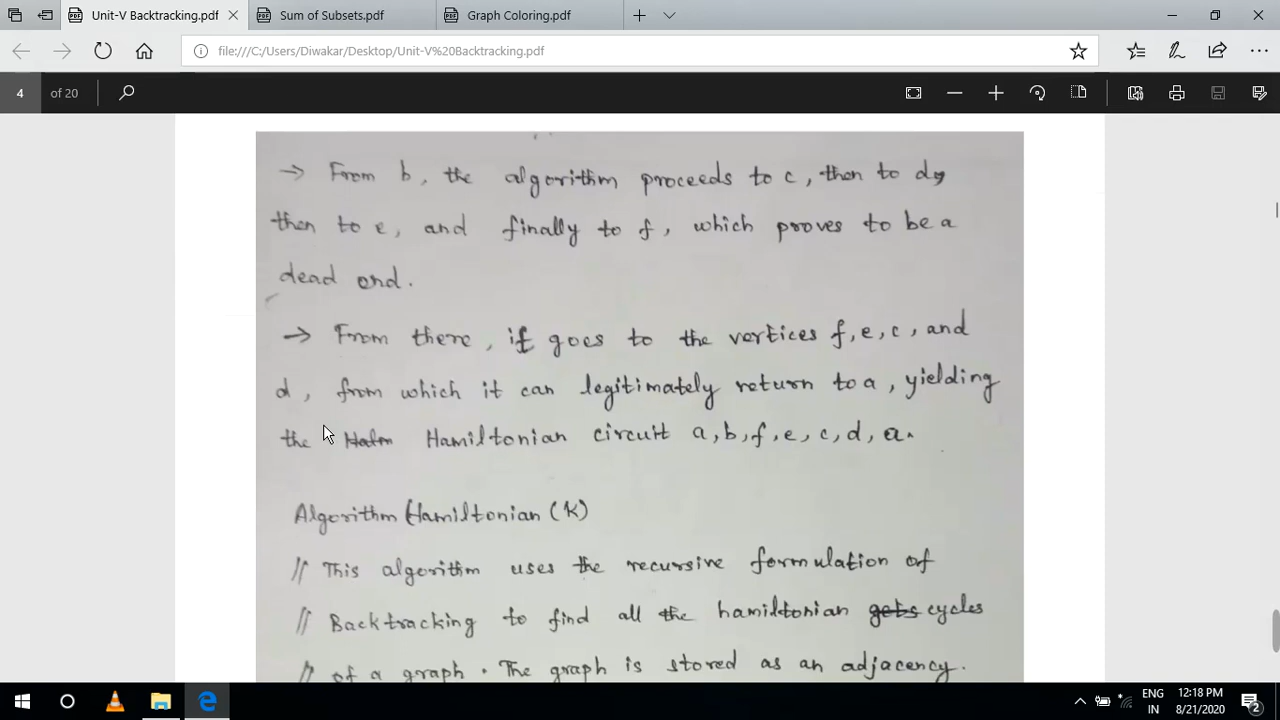 Unit-V Backtracking.pdf
Sum of Subsets.pdf
Graph Coloring.pdf
file:///C:/Users/Diwakar/Desktop/Unit-V%20Backtracking.pdf
4 of 20
→ From b, the algorithm proceeds to c, then to d,
then to e, and finally to f, which proves to be a
dead end.
→ From there, it goes to the vertices f, e, c, and
d, from which it can legitimately return to a, yielding
the Hamiltonian circuit a, b, f, e, c, d, a.
Algorithm Hamiltonian (K)
// This algorithm uses the recursive formulation of
// Backtracking to find all the hamiltonian cycles
// of a graph. The graph is stored as an adjacency.
ENG 12:18 PM
IN 8/21/2020 2